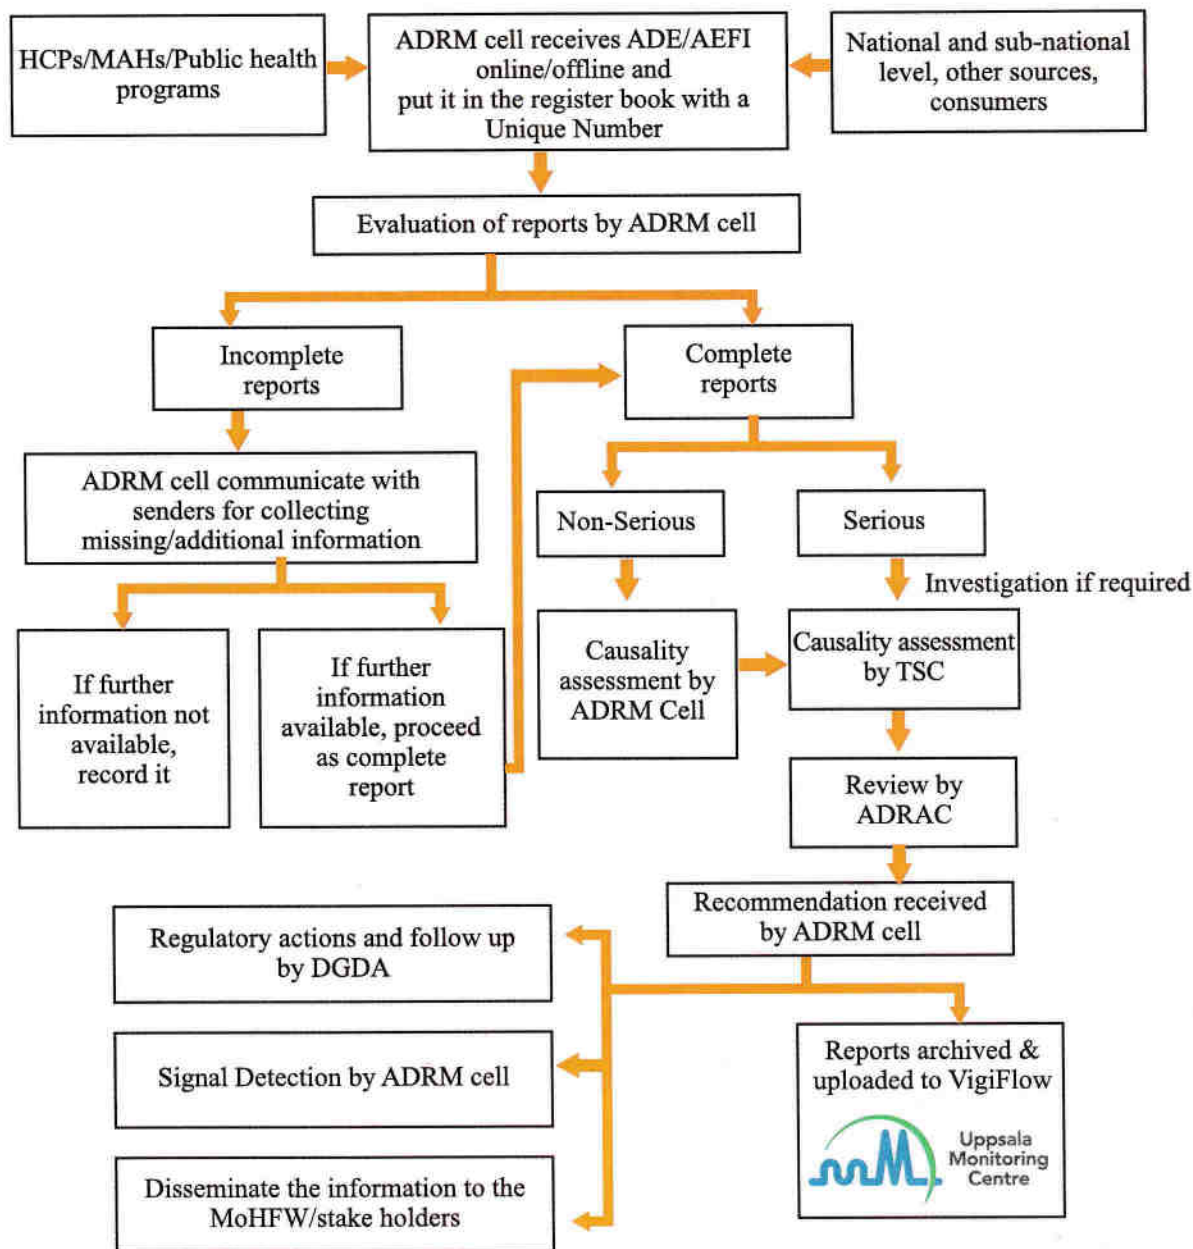 HCPs/MAHs/Public health
programs
ADRM cell receives ADE/AEFI
online/offline and
put it in the register book with a
Unique Number
National and sub-national
level, other sources,
consumers
Evaluation of reports by ADRM cell
Incomplete
reports
Complete
reports
ADRM cell communicate with
senders for collecting
missing/additional information
Non-Serious
Serious
Investigation if required
If further
information not
available,
record it
If further
information
available, proceed
as complete
report
Causality
assessment by
ADRM Cell
Causality assessment
by TSC
Review by
ADRAC
Recommendation received
by ADRM cell
Regulatory actions and follow up
by DGDA
Signal Detection by ADRM cell
Disseminate the information to the
MoHFW/stake holders
Reports archived &
uploaded to VigiFlow
Uppsala
Monitoring
Centre